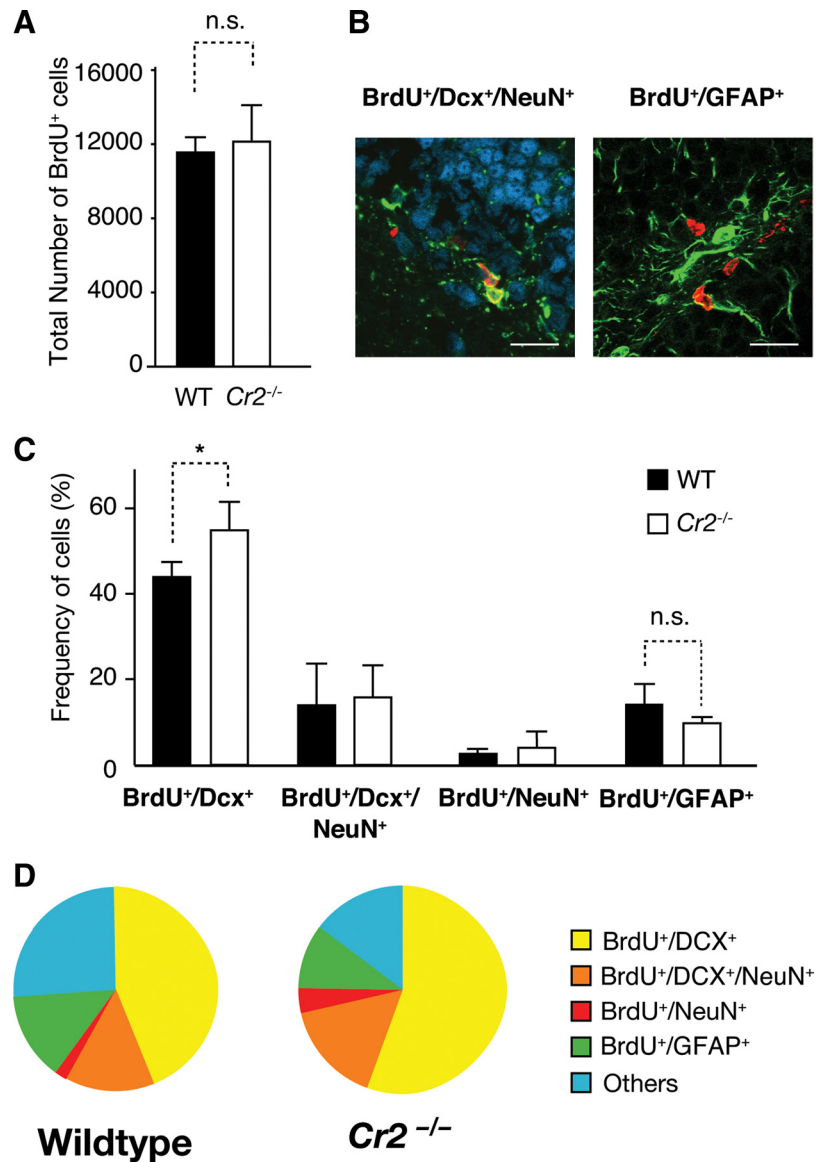 A
n.s.
Total Number of BrdU⁺ cells
16000
12000
8000
4000
0
WT Cr2⁻/⁻
B
BrdU⁺/Dcx⁺/NeuN⁺ BrdU⁺/GFAP⁺
C
Frequency of cells (%)
60
40
20
0
*
n.s.
WT
Cr2⁻/⁻
BrdU⁺/Dcx⁺
BrdU⁺/Dcx⁺/
NeuN⁺
BrdU⁺/NeuN⁺
BrdU⁺/GFAP⁺
D
Wildtype
Cr2 ⁻/⁻
BrdU⁺/DCX⁺
BrdU⁺/DCX⁺/NeuN⁺
BrdU⁺/NeuN⁺
BrdU⁺/GFAP⁺
Others